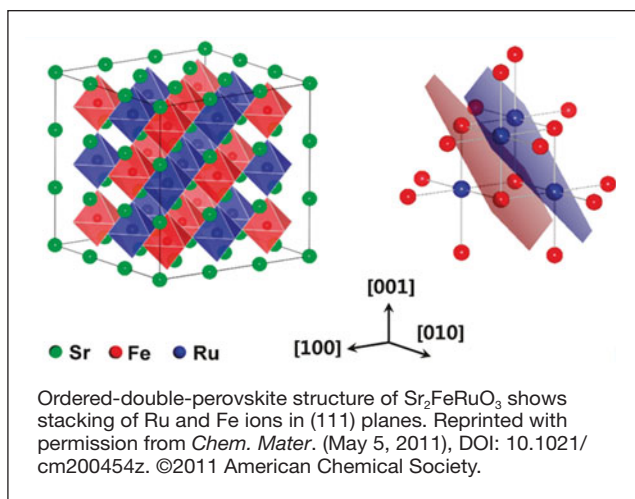 [001]
[100]
[010]
Sr Fe Ru
Ordered-double-perovskite structure of Sr₂FeRuO₃ shows
stacking of Ru and Fe ions in (111) planes. Reprinted with
permission from Chem. Mater. (May 5, 2011), DOI: 10.1021/
cm200454z. ©2011 American Chemical Society.